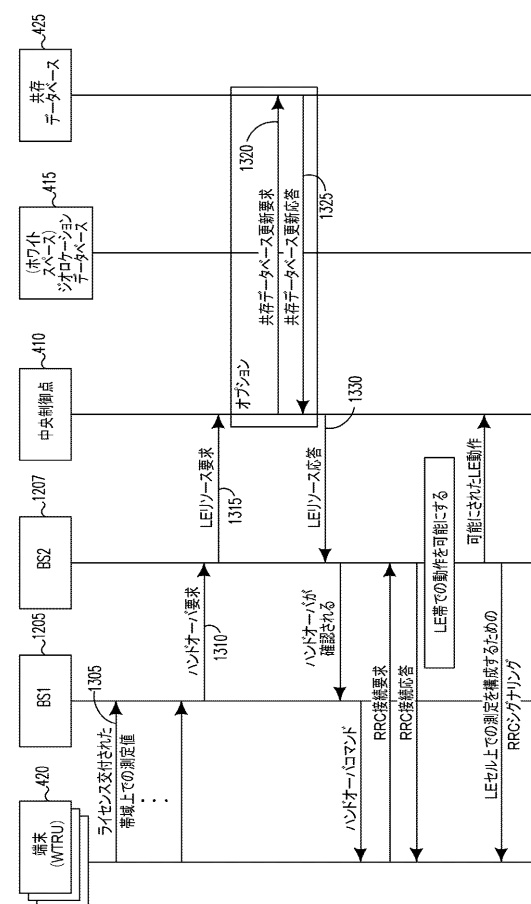 端末
(WTRU)
420
BS1
1205
BS2
1207
中央制御点
410
(ホワイト
スペース)
ジオロケーション
データベース
415
共存
データベース
425
ライセンス交付された
帯域上での測定値
1305
・・・
ハンドオーバ要求
1310
LEリソース要求
1315
オプション
共存データベース更新要求
1320
共存データベース更新応答
1325
LEリソース応答
1330
ハンドオーバが
確認される
ハンドオーバコマンド
RRC接続要求
RRC接続応答
LE帯での動作を可能にする
可能にされたLE動作
LEセル上での測定を構成するための
RRCシグナリング